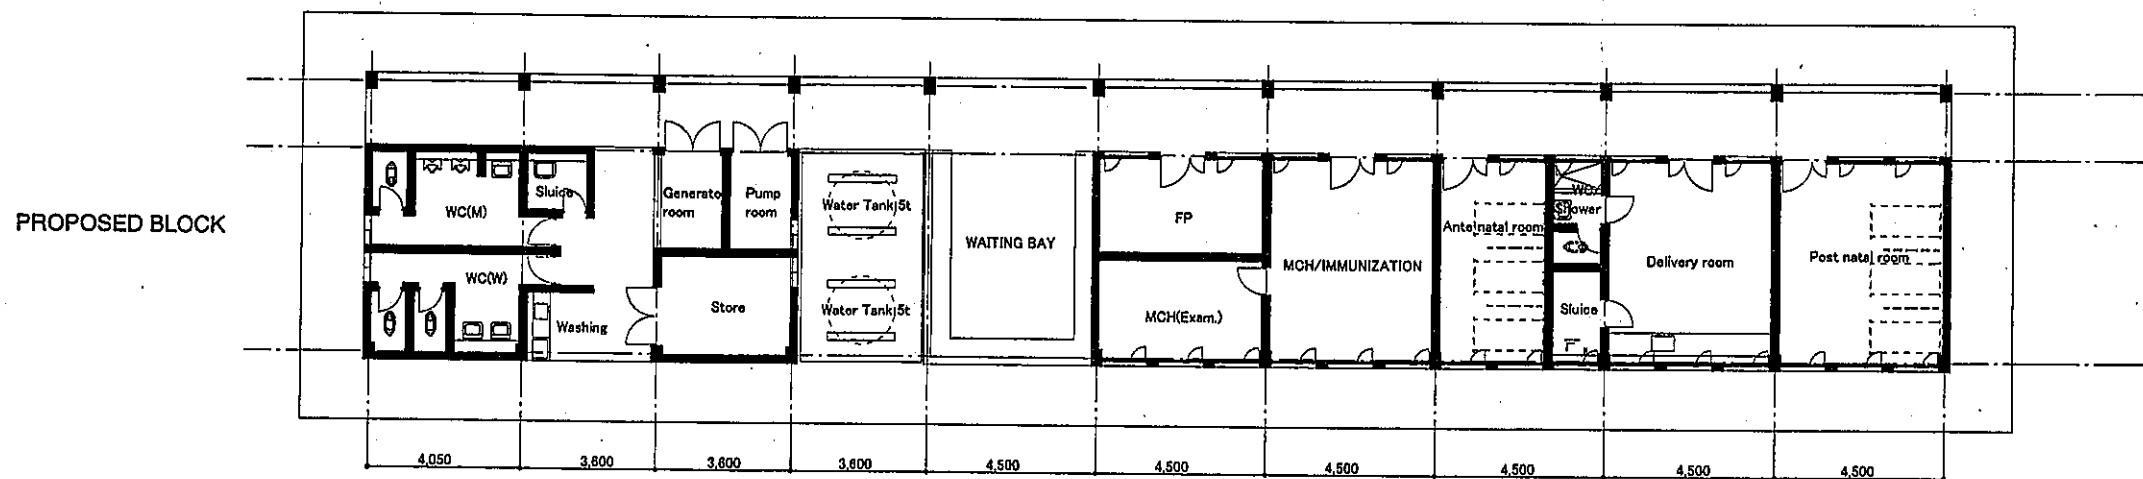 PROPOSED BLOCK
WC(M)
Sluice
Generator
room
Pump
room
Water Tank 5t
WAITING BAY
FP
MCH/IMMUNIZATION
Ante natal room
WC/
Shower
Delivery room
Post natal room
WC(W)
Washing
Store
Water Tank 5t
MCH(Exam.)
Sluice
4,050
3,600
3,600
3,600
4,500
4,500
4,500
4,500
4,500
4,500